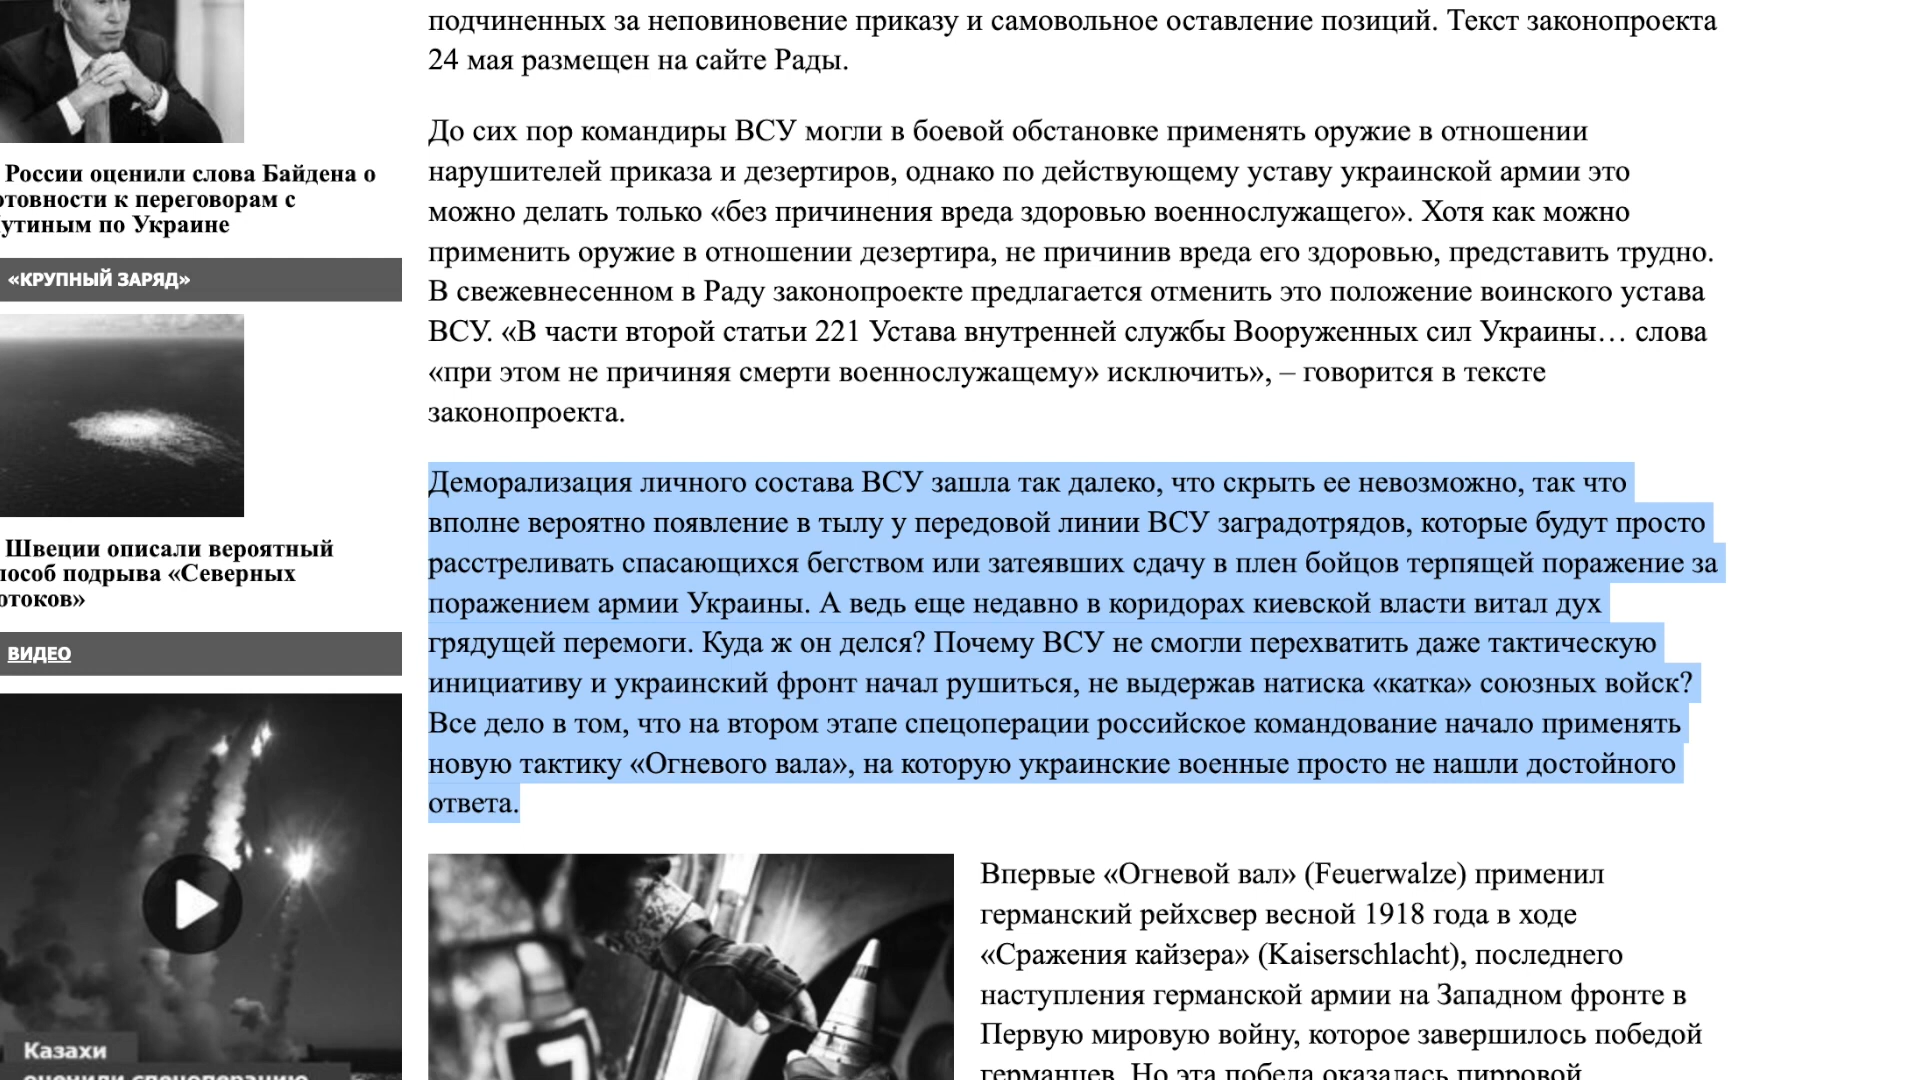 России оценили слова Байдена о
отовности к переговорам с
утиным по Украине
«КРУПНЫЙ ЗАРЯД»
Швеции описали вероятный
пособ подрыва «Северных
отоков»
ВИДЕО
Казахи
оценили спецоперацию
подчиненных за неповиновение приказу и самовольное оставление позиций. Текст законопроекта
24 мая размещен на сайте Рады.
До сих пор командиры ВСУ могли в боевой обстановке применять оружие в отношении
нарушителей приказа и дезертиров, однако по действующему уставу украинской армии это
можно делать только «без причинения вреда здоровью военнослужащего». Хотя как можно
применить оружие в отношении дезертира, не причинив вреда его здоровью, представить трудно.
В свежевнесенном в Раду законопроекте предлагается отменить это положение воинского устава
ВСУ. «В части второй статьи 221 Устава внутренней службы Вооруженных сил Украины… слова
«при этом не причиняя смерти военнослужащему» исключить», – говорится в тексте
законопроекта.
Деморализация личного состава ВСУ зашла так далеко, что скрыть ее невозможно, так что
вполне вероятно появление в тылу у передовой линии ВСУ заградотрядов, которые будут просто
расстреливать спасающихся бегством или затеявших сдачу в плен бойцов терпящей поражение за
поражением армии Украины. А ведь еще недавно в коридорах киевской власти витал дух
грядущей перемоги. Куда ж он делся? Почему ВСУ не смогли перехватить даже тактическую
инициативу и украинский фронт начал рушиться, не выдержав натиска «катка» союзных войск?
Все дело в том, что на втором этапе спецоперации российское командование начало применять
новую тактику «Огневого вала», на которую украинские военные просто не нашли достойного
ответа.
Впервые «Огневой вал» (Feuerwalze) применил
германский рейхсвер весной 1918 года в ходе
«Сражения кайзера» (Kaiserschlacht), последнего
наступления германской армии на Западном фронте в
Первую мировую войну, которое завершилось победой
германцев. Но эта победа оказалась пирровой